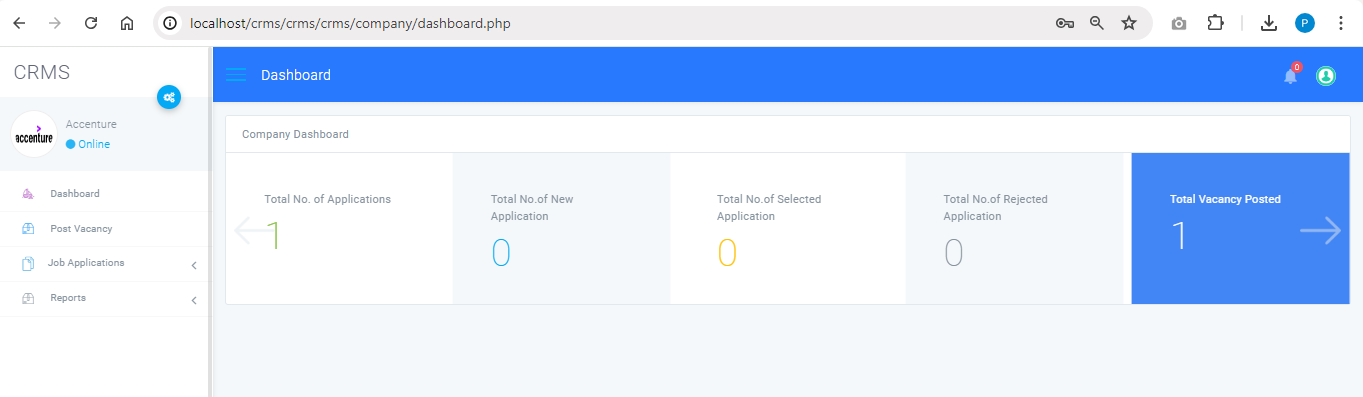 localhost/crms/crms/crms/company/dashboard.php
P
CRMS
Dashboard
0
accenture
Accenture
Online
Company Dashboard
Dashboard
Post Vacancy
Job Applications
Reports
Total No. of Applications
1
Total No.of New
Application
0
Total No.of Selected
Application
0
Total No.of Rejected
Application
0
Total Vacancy Posted
1